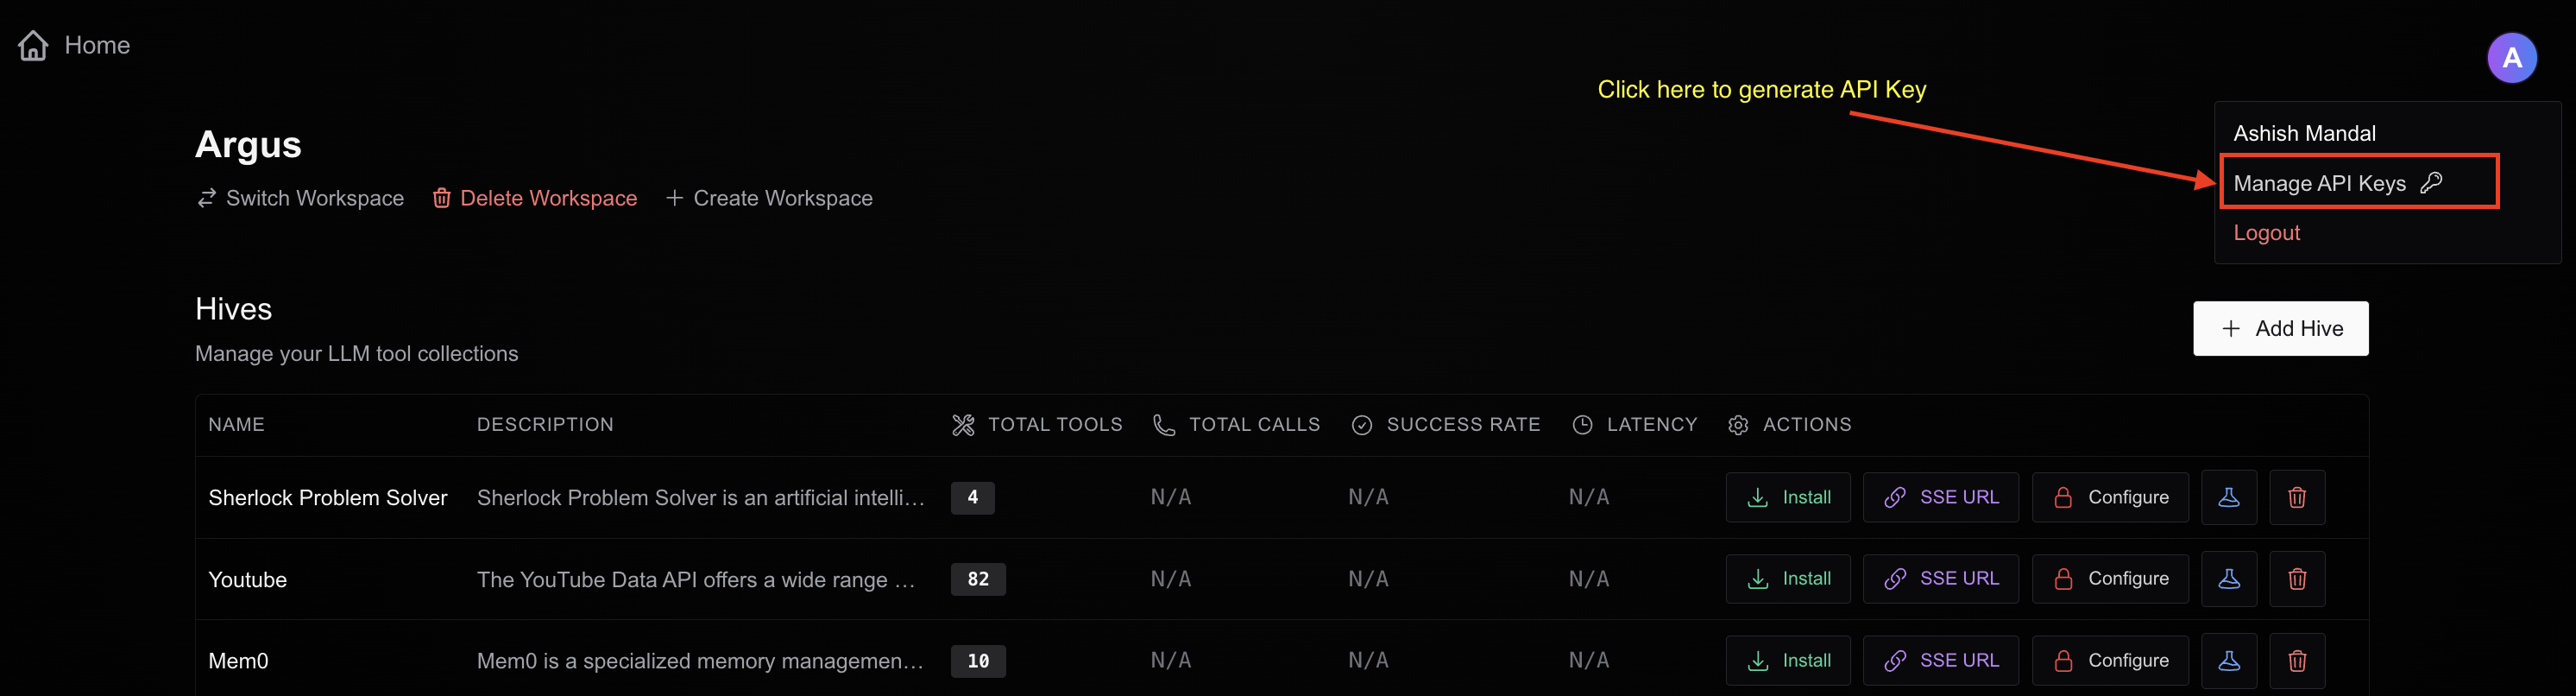 Home
A
Click here to generate API Key
Ashish Mandal
Manage API Keys
Logout
Argus
Switch Workspace Delete Workspace Create Workspace
Hives
Manage your LLM tool collections
+ Add Hive
NAME DESCRIPTION TOTAL TOOLS TOTAL CALLS SUCCESS RATE LATENCY ACTIONS
Sherlock Problem Solver Sherlock Problem Solver is an artificial intelli... 4 N/A N/A N/A Install SSE URL Configure
Youtube The YouTube Data API offers a wide range ... 82 N/A N/A N/A Install SSE URL Configure
Mem0 Mem0 is a specialized memory managemen... 10 N/A N/A N/A Install SSE URL Configure